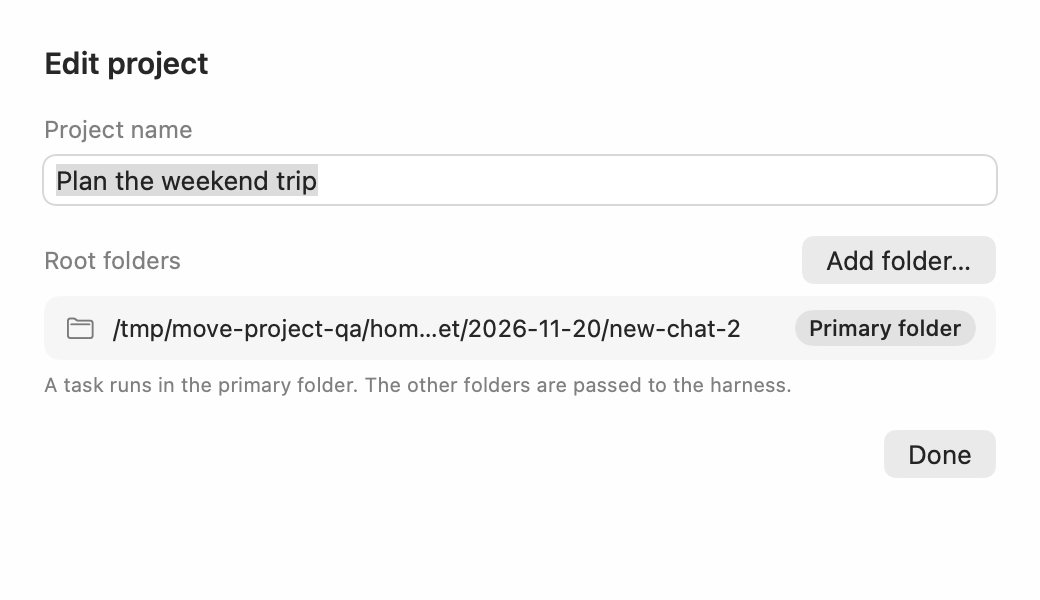 Edit project
Project name
Plan the weekend trip
Root folders
Add folder...
/tmp/move-project-qa/hom...et/2026-11-20/new-chat-2
Primary folder
A task runs in the primary folder. The other folders are passed to the harness.
Done